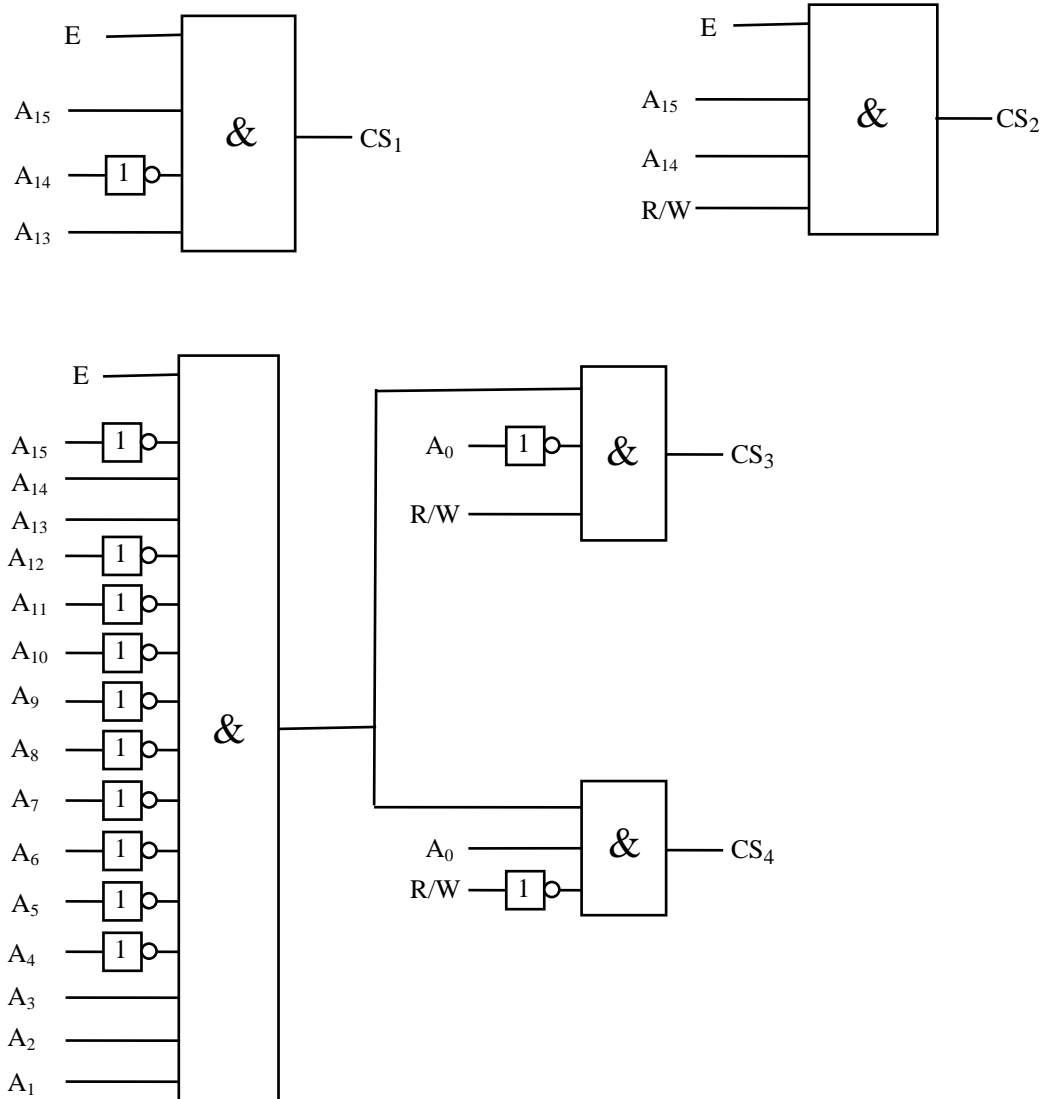 E
A₁₅
A₁₄
A₁₃
1
&
CS₁
E
A₁₅
A₁₄
R/W
&
CS₂
E
A₁₅ 1
A₁₄
A₁₃
A₁₂ 1
A₁₁ 1
A₁₀ 1
A₉ 1
A₈ 1
A₇ 1
A₆ 1
A₅ 1
A₄ 1
A₃
A₂
A₁
&
A₀ 1
R/W
&
CS₃
A₀
R/W 1
&
CS₄